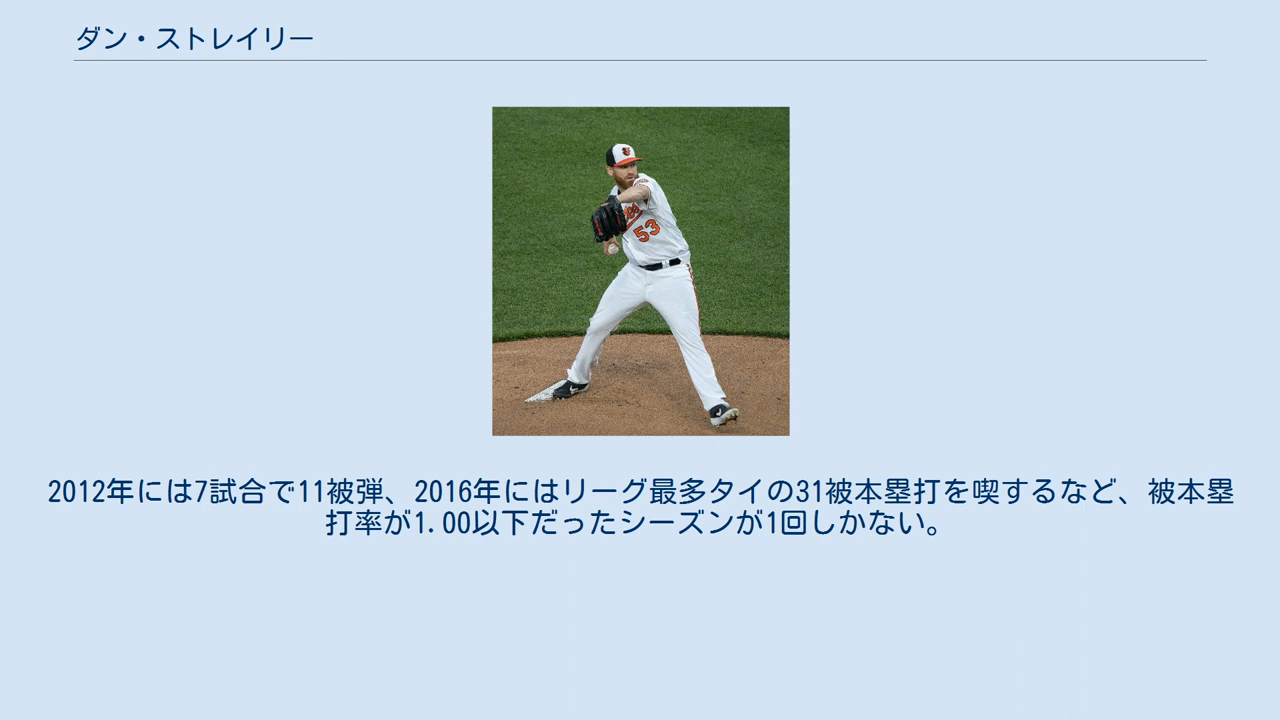 ダン・ストレイリー
53
2012年には7試合で11被弾、2016年にはリーグ最多タイの31被本塁打を喫するなど、被本塁
打率が1.00以下だったシーズンが1回しかない。